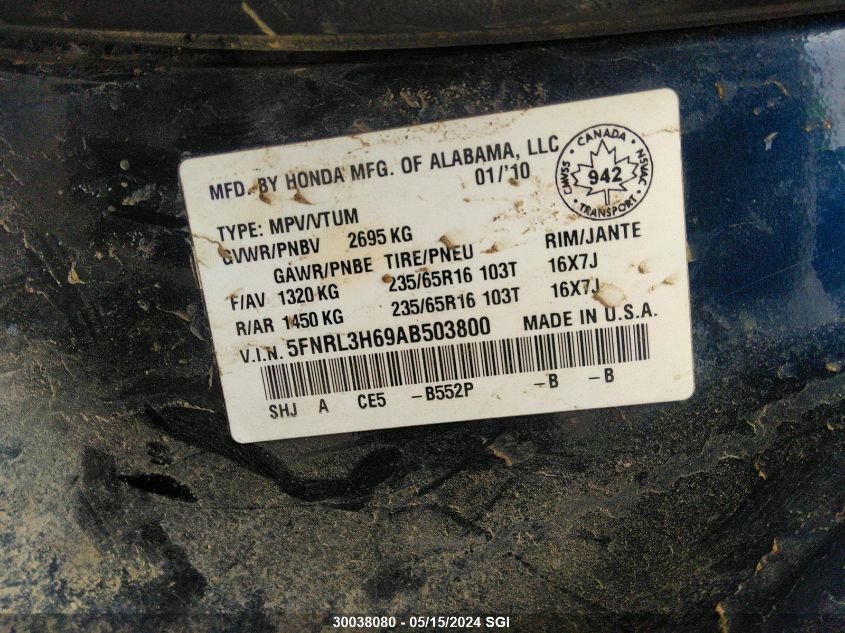 MFD. BY HONDA MFG. OF ALABAMA, LLC
01/'10
CANADA
CMVSS 942 NSVAC
TRANSPORT
TYPE: MPV/VTUM
GVWR/PNBV 2695 KG
GAWR/PNBE TIRE/PNEU RIM/JANTE
F/AV 1320 KG 235/65R16 103T 16X7J
R/AR 1450 KG 235/65R16 103T 16X7J
V.I.N. 5FNRL3H69AB503800 MADE IN U.S.A.
SHJ A CE5 -B552P -B -B
30038080 - 05/15/2024 SGI